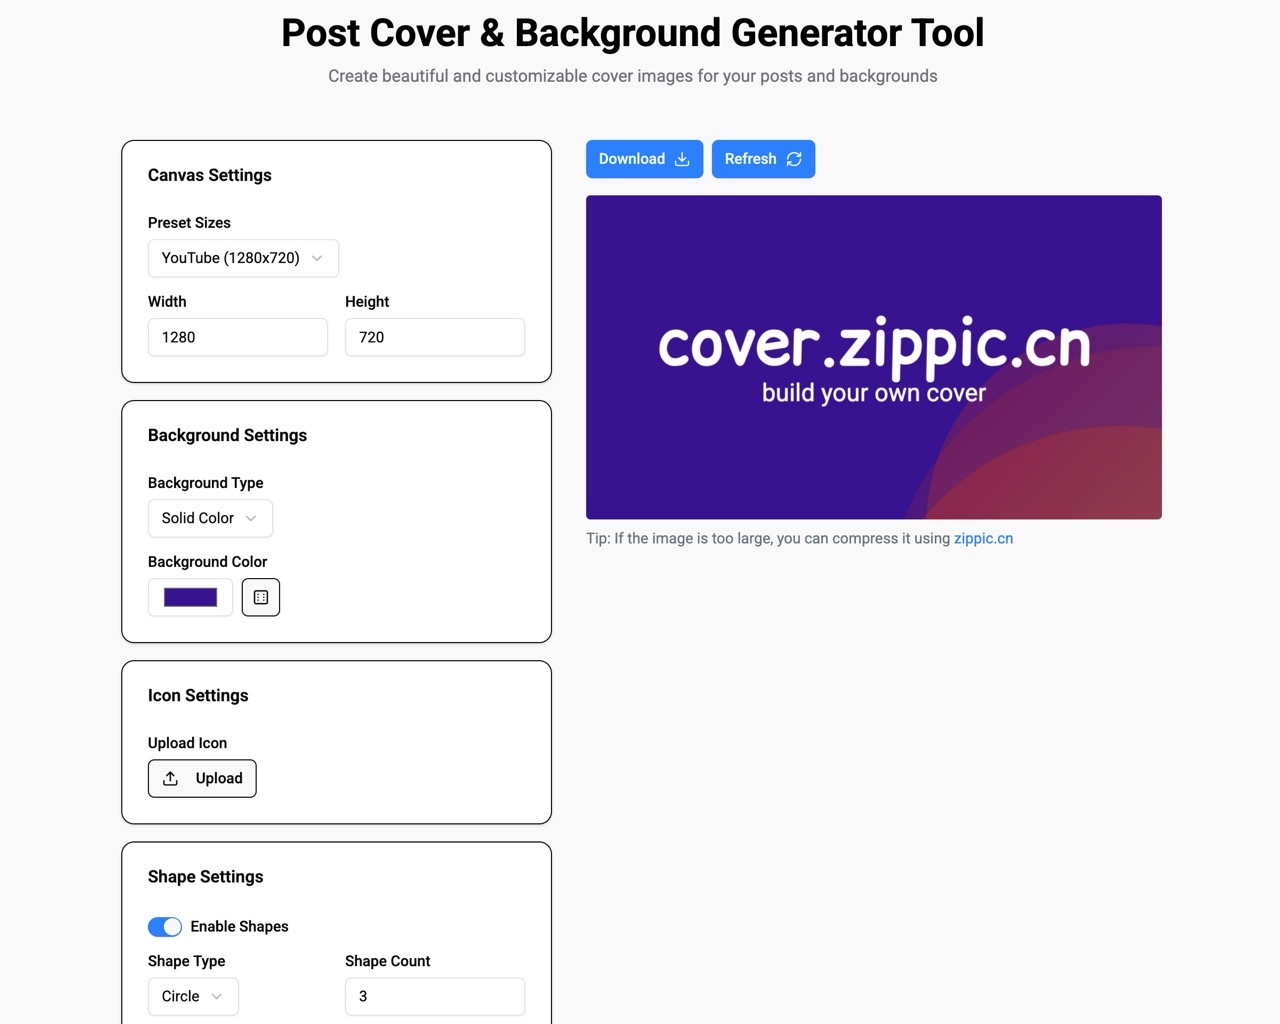 Post Cover & Background Generator Tool
Create beautiful and customizable cover images for your posts and backgrounds
Canvas Settings
Preset Sizes
YouTube (1280x720)
Width
Height
1280
720
Background Settings
Background Type
Solid Color
Background Color
Icon Settings
Upload Icon
Upload
Shape Settings
Enable Shapes
Shape Type
Shape Count
Circle
3
Download
Refresh
cover.zippic.cn
build your own cover
Tip: If the image is too large, you can compress it using zippic.cn